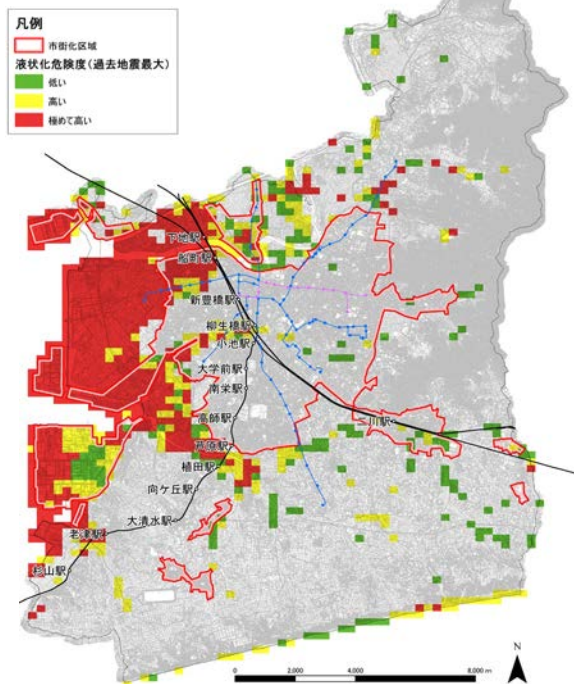 凡例
市街化区域
液状化危険度(過去地震最大)
低い
高い
極めて高い
下地駅
船町駅
新豊橋駅
柳生橋駅
小池駅
大学前駅
南栄駅
高師駅
芦原駅
植田駅
向ケ丘駅
大清水駅
老津駅
杉山駅
二川駅
N
0 2,000 4,000 8,000 m